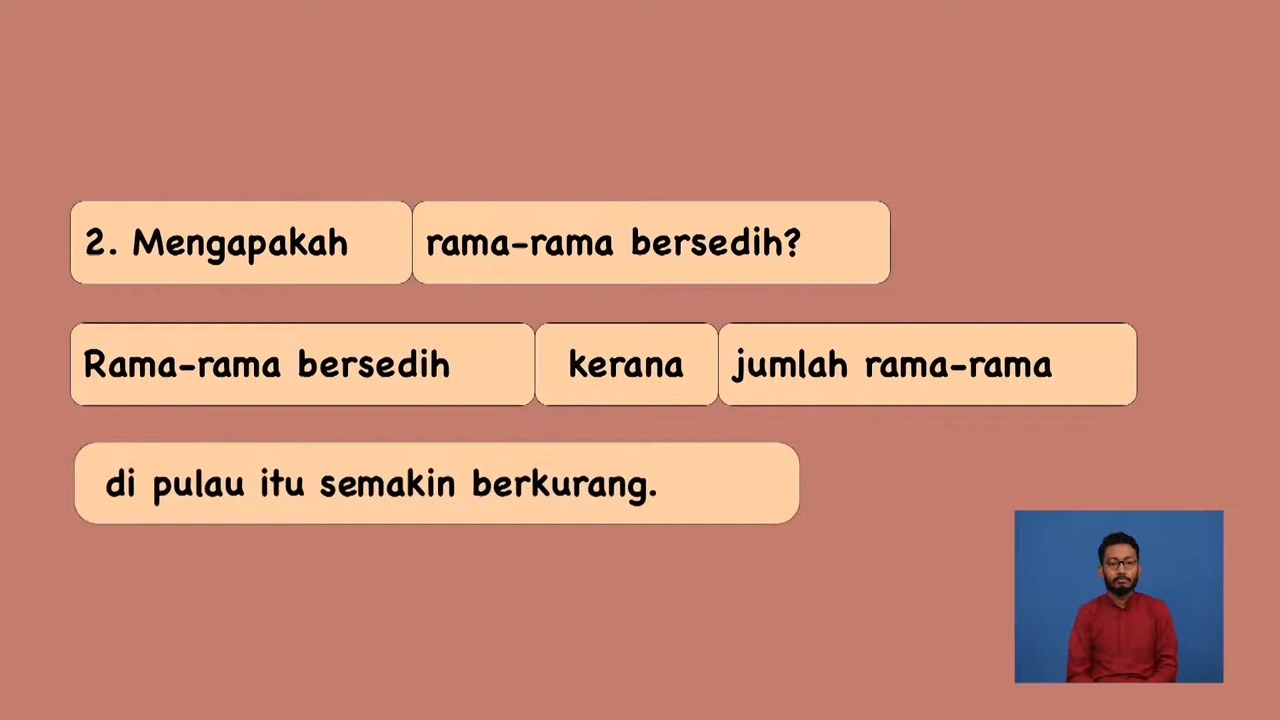 2. Mengapakah rama-rama bersedih?
Rama-rama bersedih kerana jumlah rama-rama
di pulau itu semakin berkurang.